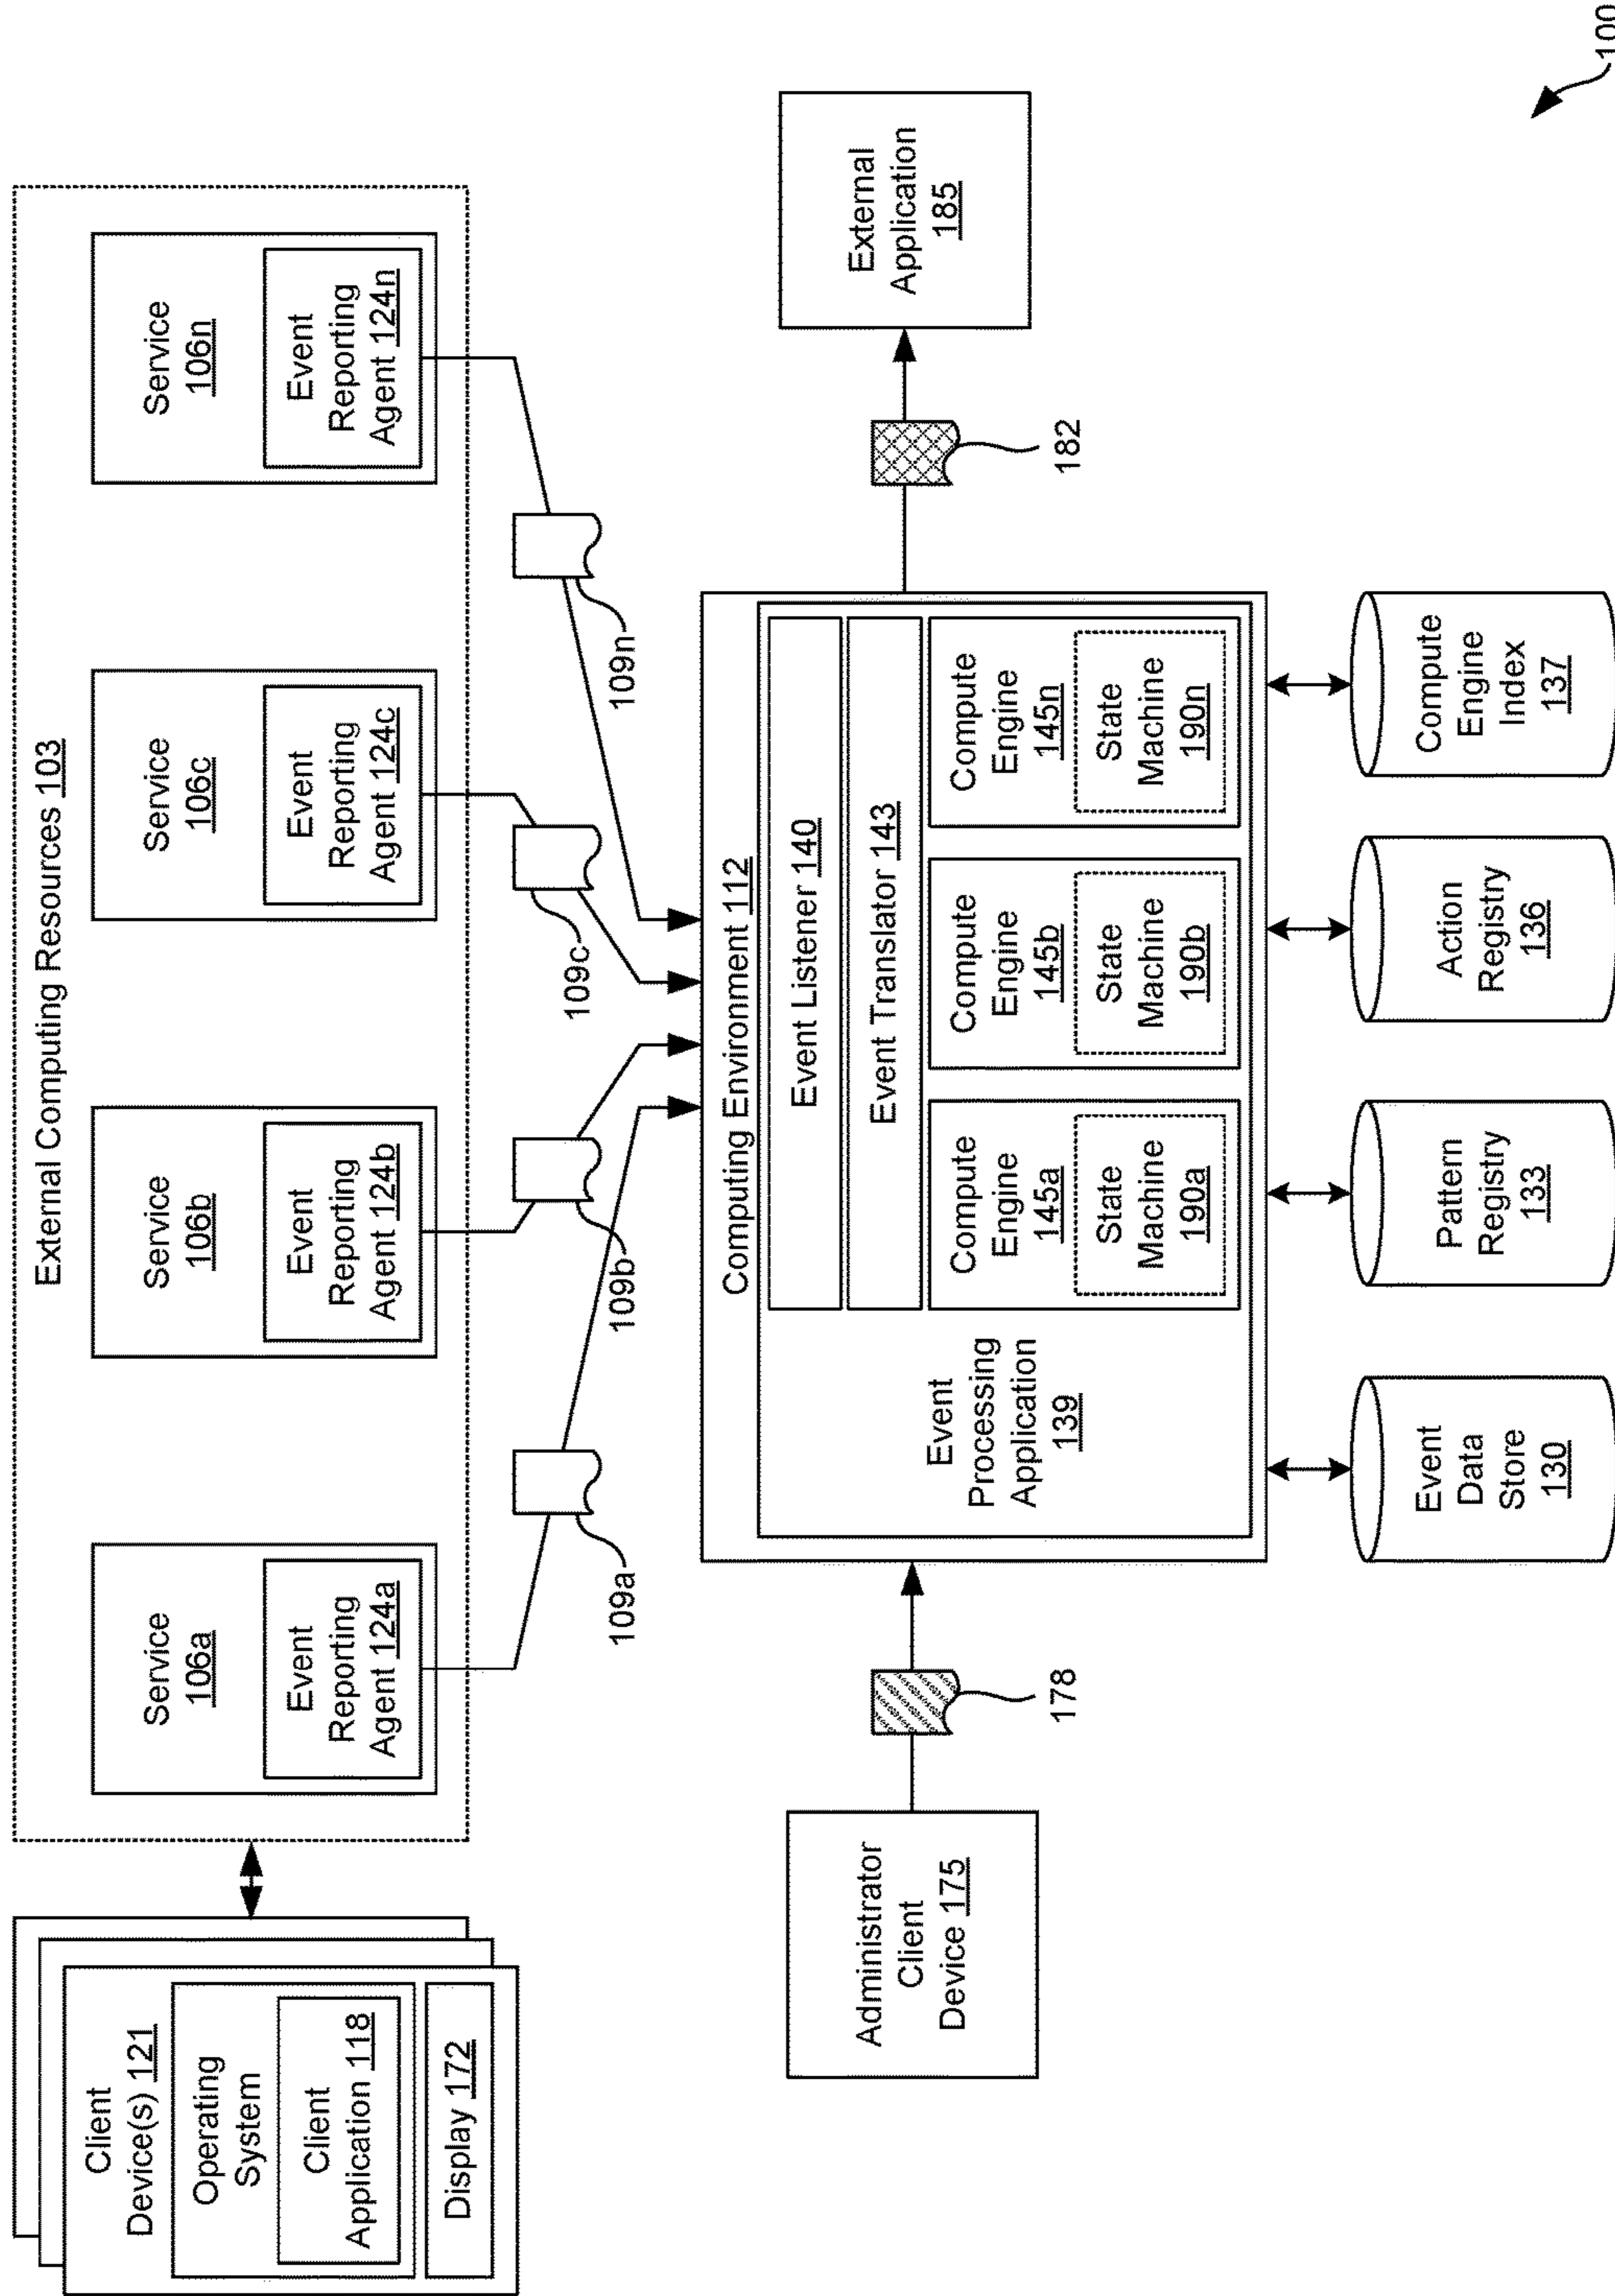 Client
Device(s) 121
Operating
System
Client
Application 118
Display 172
External Computing Resources 103
Service
106a
Event
Reporting
Agent 124a
Service
106b
Event
Reporting
Agent 124b
Service
106c
Event
Reporting
Agent 124c
Service
106n
Event
Reporting
Agent 124n
109a
109b
109c
109n
Administrator
Client
Device 175
178
Computing Environment 112
Event
Processing
Application
139
Event Listener 140
Event Translator 143
Compute
Engine
145a
State
Machine
190a
Compute
Engine
145b
State
Machine
190b
Compute
Engine
145n
State
Machine
190n
182
External
Application
185
Event
Data
Store
130
Pattern
Registry
133
Action
Registry
136
Compute
Engine
Index
137
100